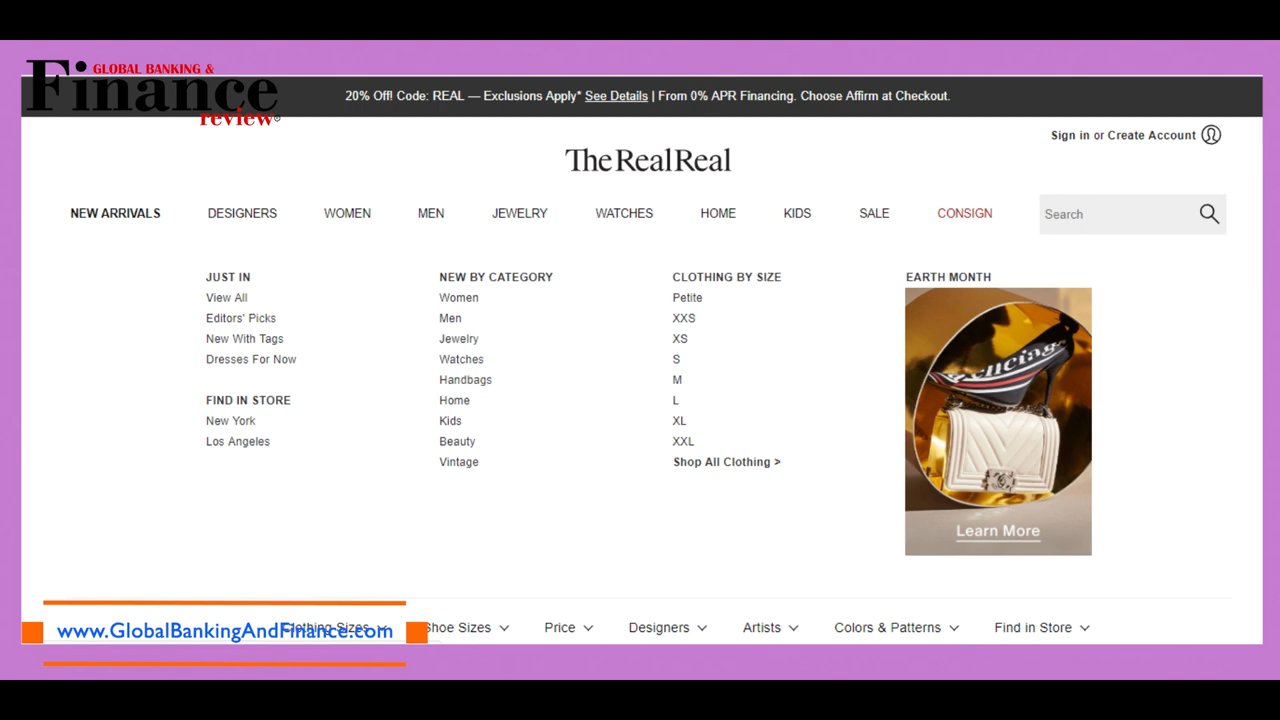 GLOBAL BANKING &
Finance
review®
20% Off! Code: REAL — Exclusions Apply* See Details | From 0% APR Financing. Choose Affirm at Checkout.
Sign in or Create Account
TheRealReal
NEW ARRIVALS DESIGNERS WOMEN MEN JEWELRY WATCHES HOME KIDS SALE CONSIGN Search
JUST IN
View All
Editors' Picks
New With Tags
Dresses For Now
FIND IN STORE
New York
Los Angeles
NEW BY CATEGORY
Women
Men
Jewelry
Watches
Handbags
Home
Kids
Beauty
Vintage
CLOTHING BY SIZE
Petite
XXS
XS
S
M
L
XL
XXL
Shop All Clothing >
EARTH MONTH
Learn More
www.GlobalBankingAndFinance.com
Clothing Sizes Shoe Sizes Price Designers Artists Colors & Patterns Find in Store